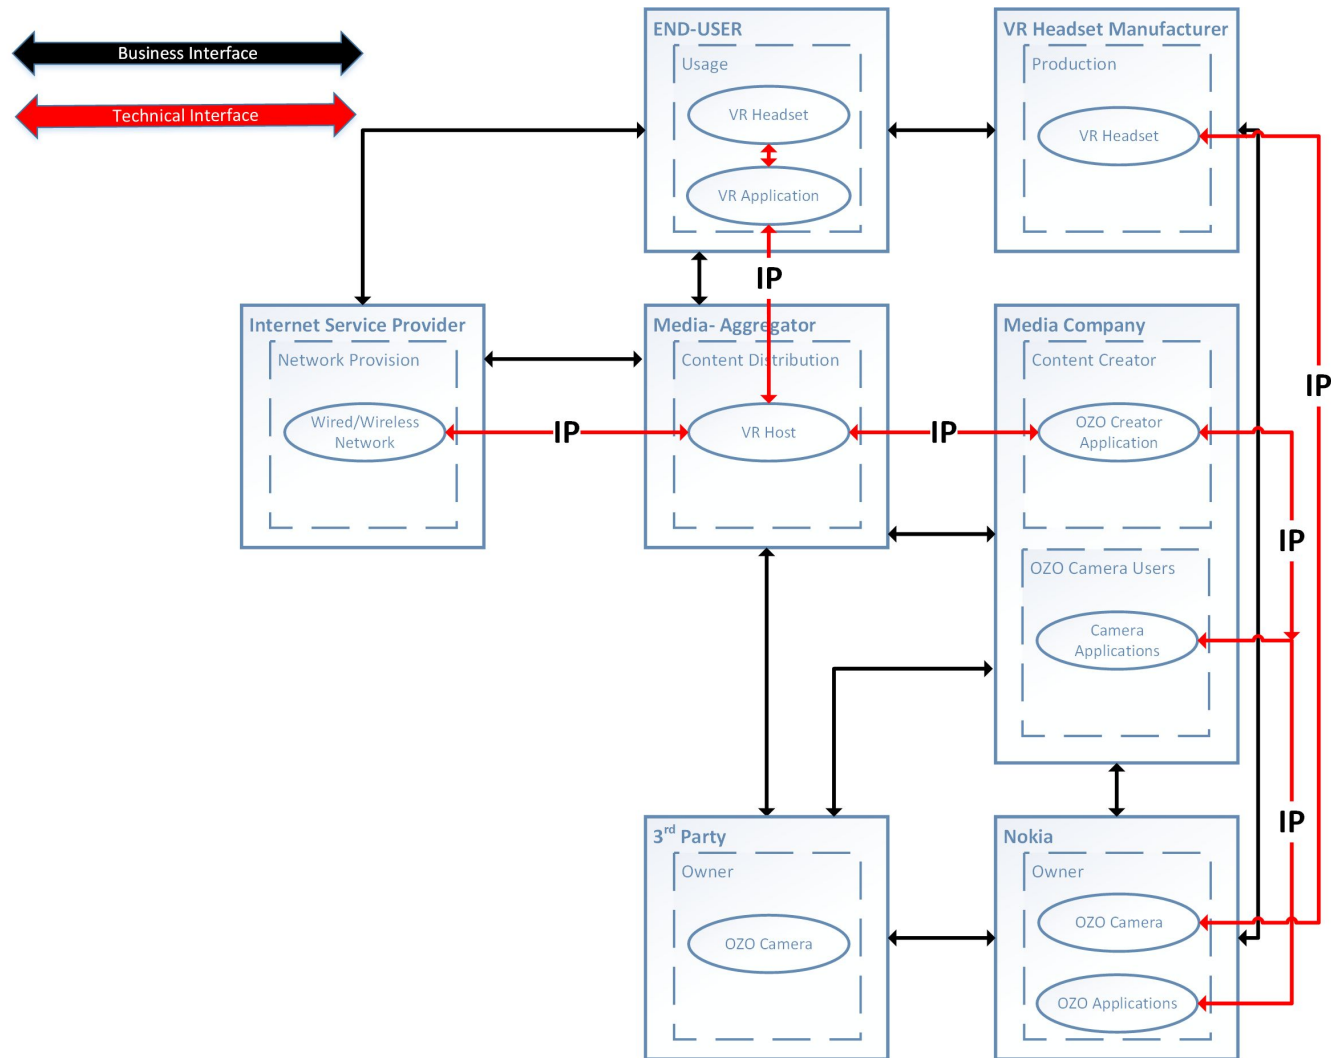 Business Interface
Technical Interface
END-USER
Usage
VR Headset
VR Application
VR Headset Manufacturer
Production
VR Headset
IP
IP
Internet Service Provider
Network Provision
Wired/Wireless
Network
IP
Media- Aggregator
Content Distribution
VR Host
IP
Media Company
Content Creator
OZO Creator
Application
IP
OZO Camera Users
Camera
Applications
3rd Party
Owner
OZO Camera
Nokia
Owner
OZO Camera
OZO Applications
IP